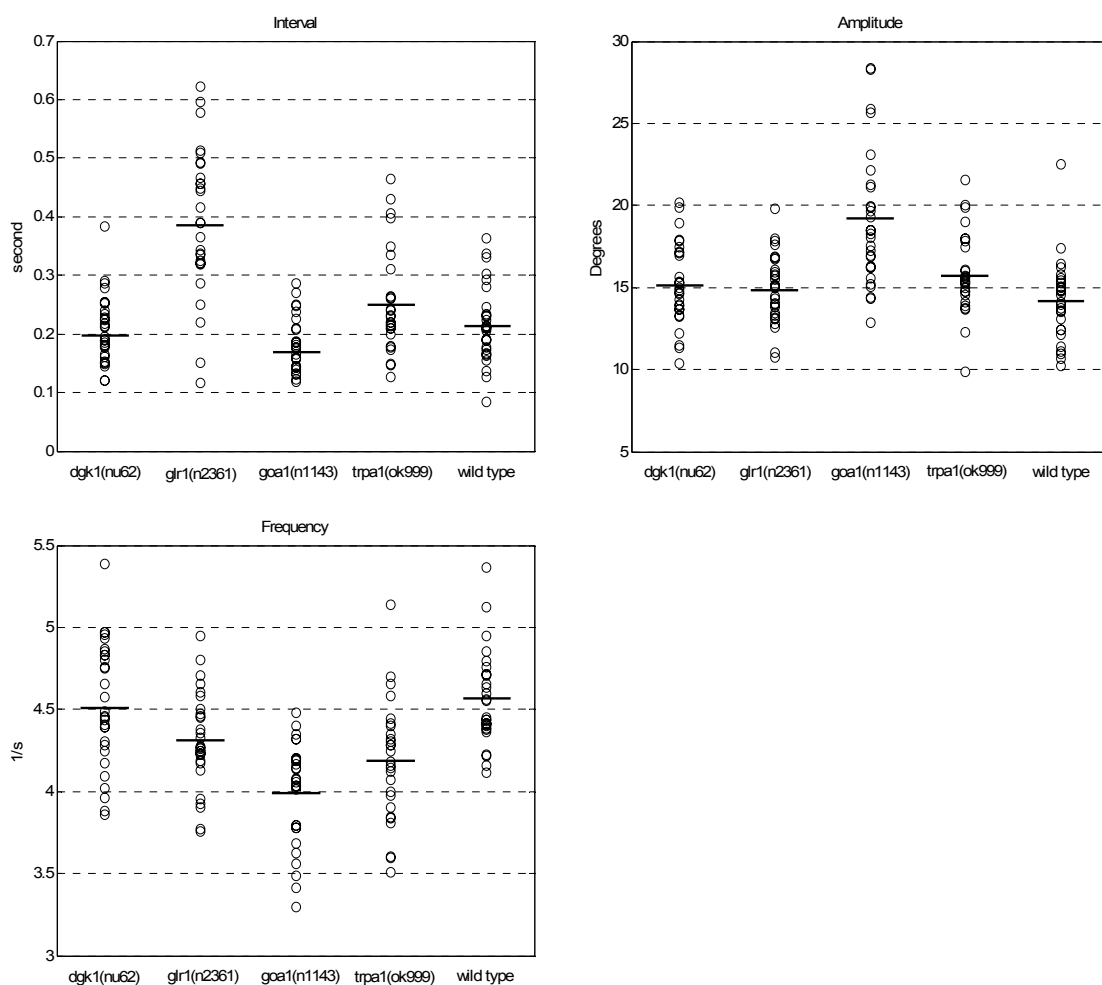 Interval
0.7
0.6
0.5
0.4
0.3
0.2
0.1
0
second
dgk1(nu62) glr1(n2361) goa1(n1143) trpa1(ok999) wild type
Amplitude
30
25
20
15
10
5
Degrees
dgk1(nu62) glr1(n2361) goa1(n1143) trpa1(ok999) wild type
Frequency
5.5
5
4.5
4
3.5
3
1/s
dgk1(nu62) glr1(n2361) goa1(n1143) trpa1(ok999) wild type